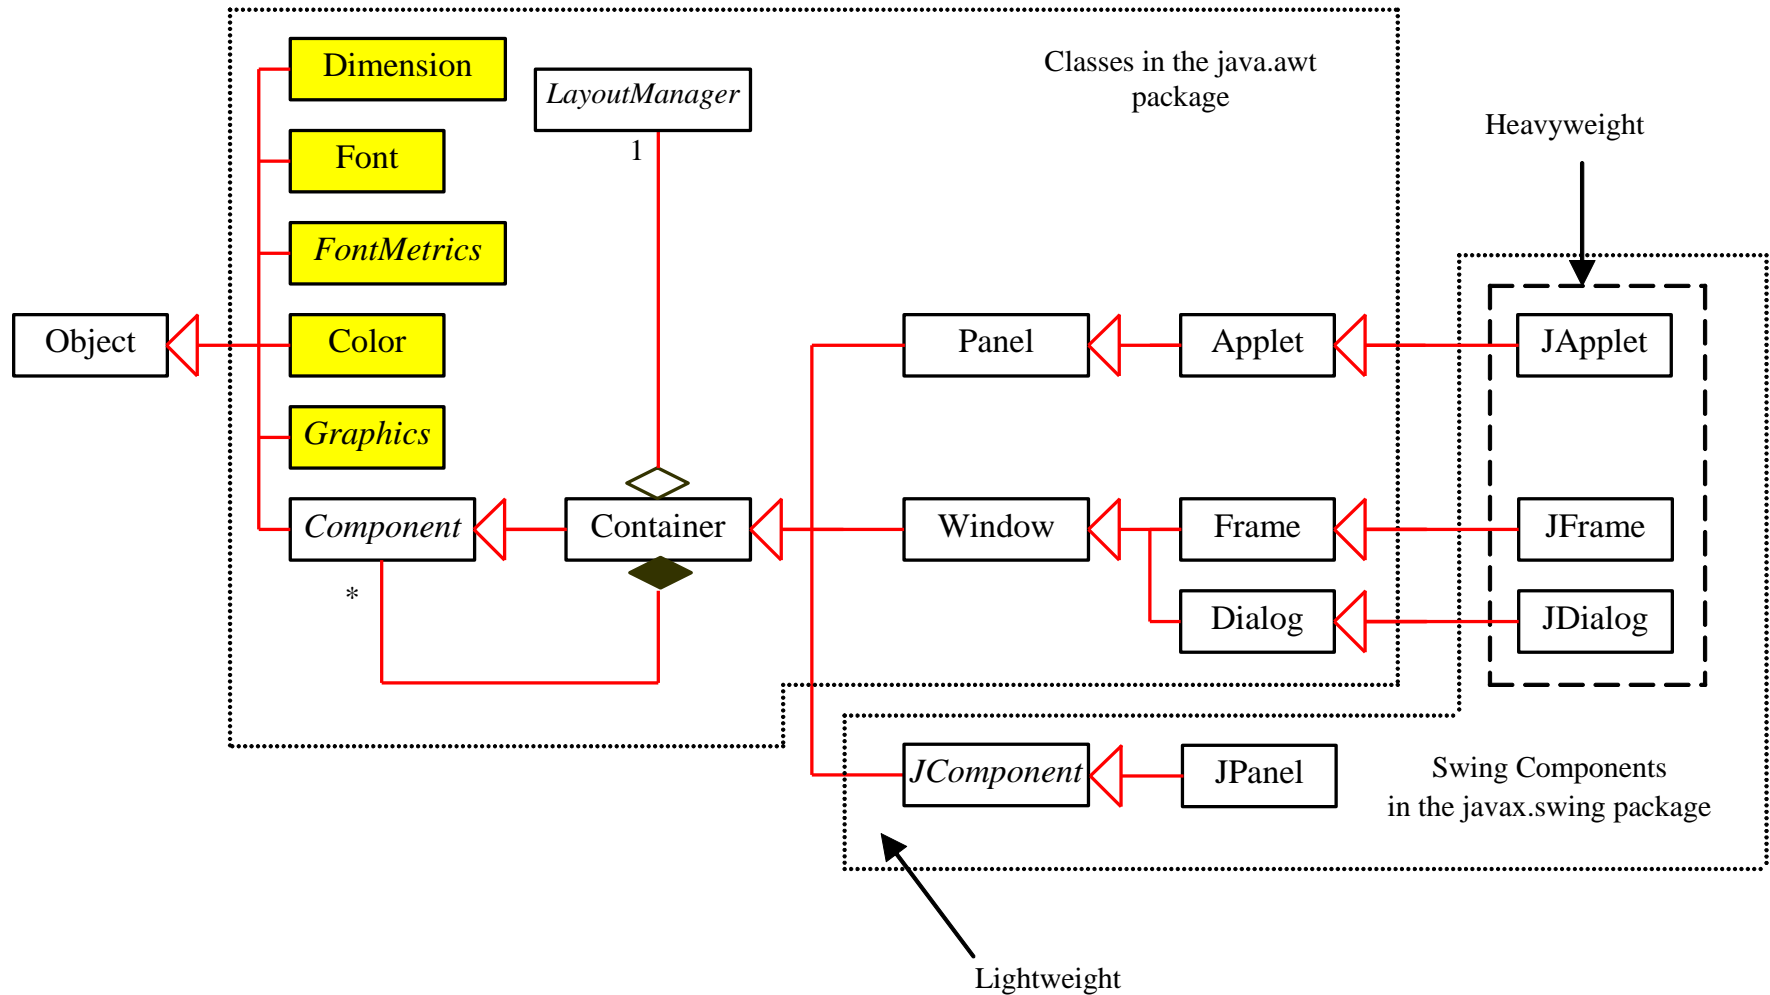 Dimension
LayoutManager
Classes in the java.awt
package
1
Heavyweight
Font
FontMetrics
Object
Color
Panel
Applet
JApplet
Graphics
Component
Container
Window
Frame
JFrame
*
Dialog
JDialog
JComponent
JPanel
Swing Components
in the javax.swing package
Lightweight